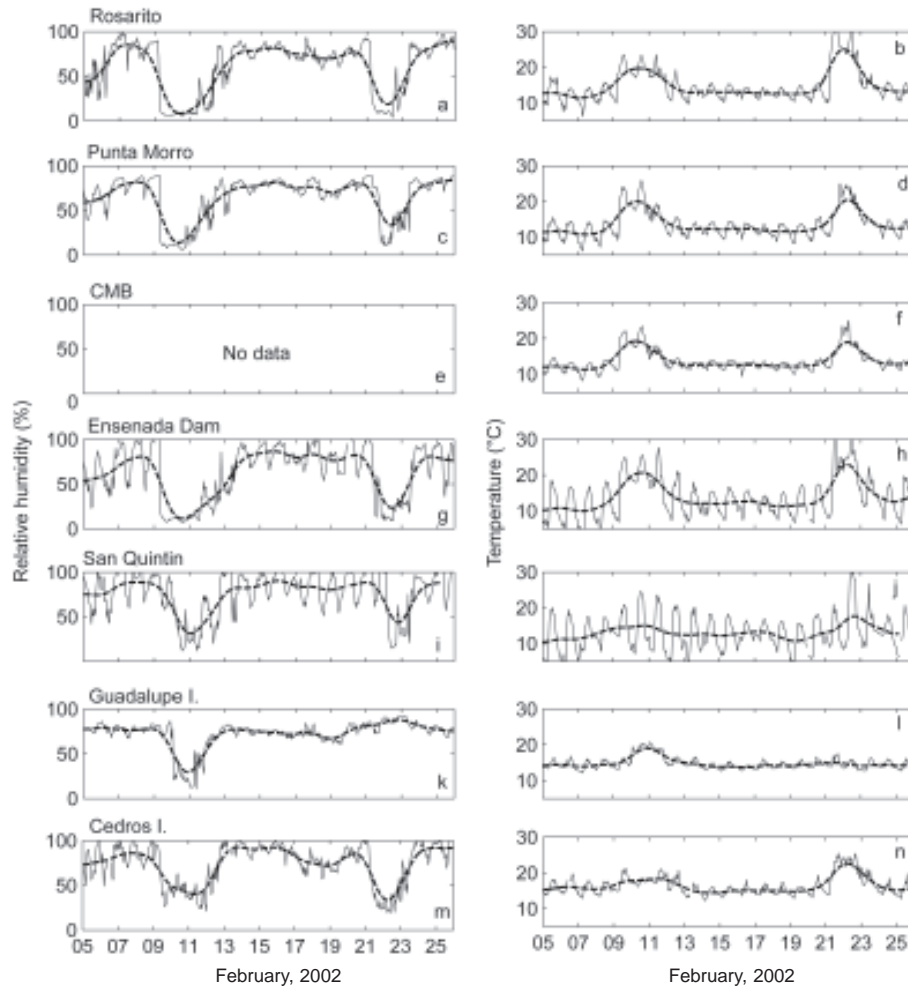 Rosarito
100
50
0
a
30
20
10
b
Punta Morro
100
50
0
c
30
20
10
d
CMB
100
50
0
No data
e
30
20
10
f
Ensenada Dam
100
50
0
g
30
20
10
h
San Quintin
100
50
i
30
20
10
j
Guadalupe I.
100
50
0
k
30
20
10
l
Cedros I.
100
50
0
m
30
20
10
n
Relative humidity (%)
Temperature (°C)
05 07 09 11 13 15 17 19 21 23 25
05 07 09 11 13 15 17 19 21 23 25
February, 2002
February, 2002